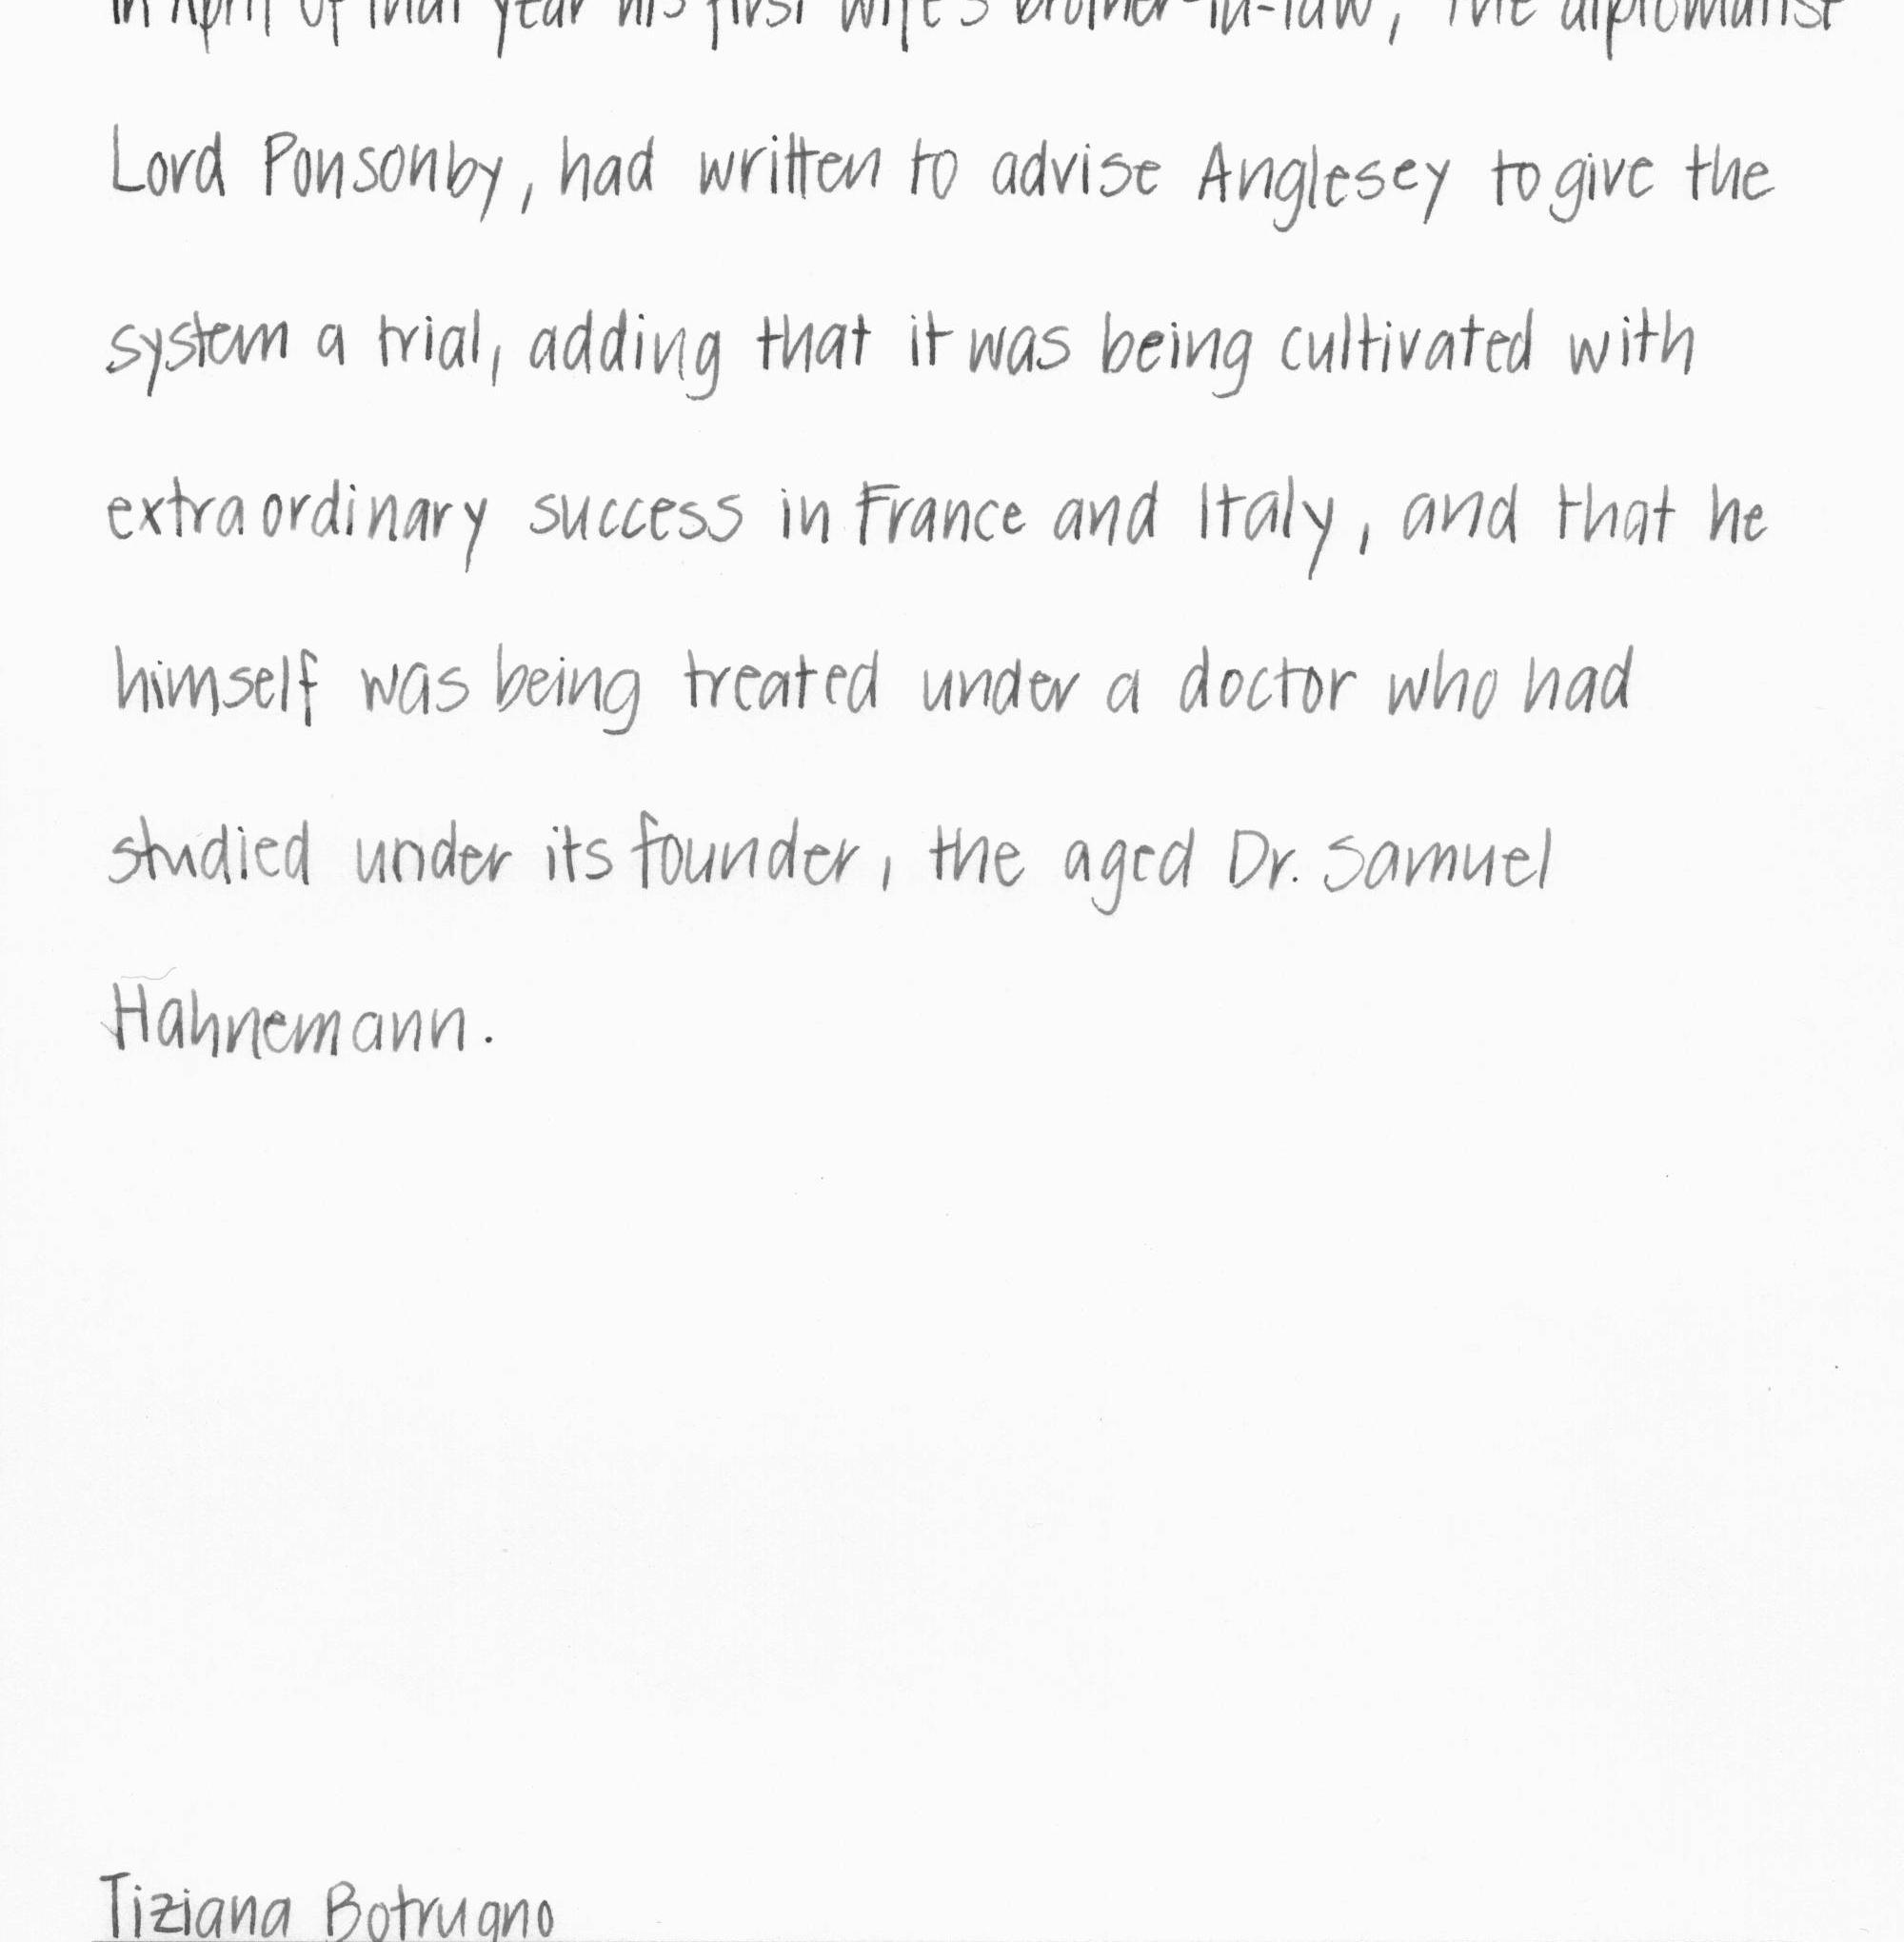 in April of that year his first wife's brother-in-law, the diplomatist
Lord Ponsonby, had written to advise Anglesey to give the
system a trial, adding that it was being cultivated with
extraordinary success in France and Italy, and that he
himself was being treated under a doctor who had
studied under its founder, the aged Dr. Samuel
Hahnemann.
Tiziana Botrugno